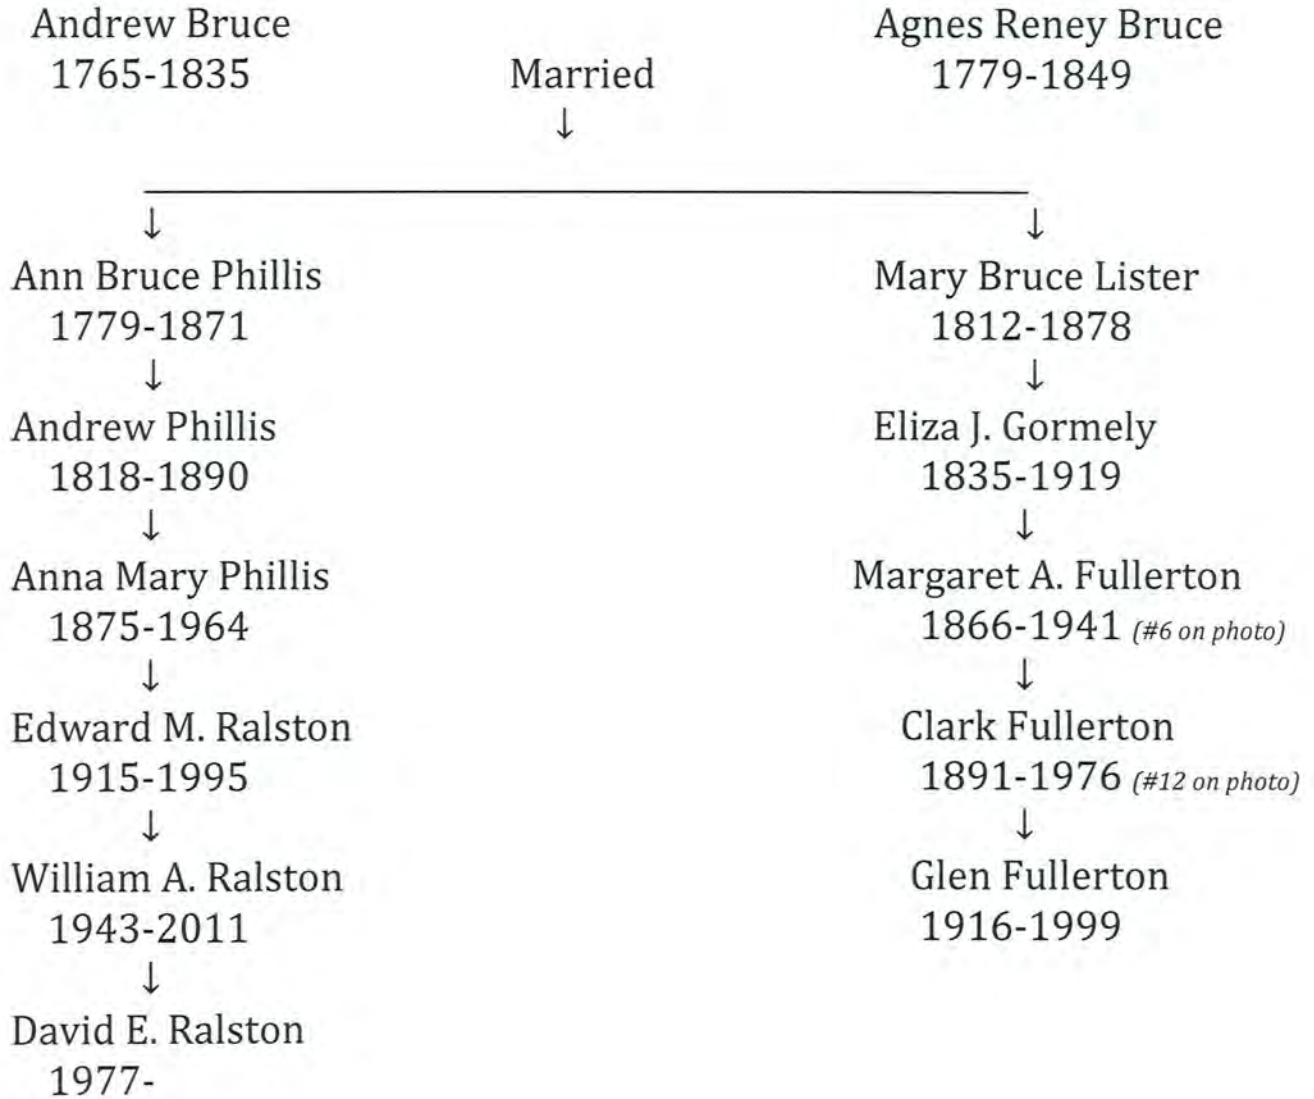 Andrew Bruce
1765-1835
Married
↓
Agnes Reney Bruce
1779-1849
↓
Ann Bruce Phillis
1779-1871
↓
Andrew Phillis
1818-1890
↓
Anna Mary Phillis
1875-1964
↓
Edward M. Ralston
1915-1995
↓
William A. Ralston
1943-2011
↓
David E. Ralston
1977-
↓
Mary Bruce Lister
1812-1878
↓
Eliza J. Gormely
1835-1919
↓
Margaret A. Fullerton
1866-1941 (#6 on photo)
↓
Clark Fullerton
1891-1976 (#12 on photo)
↓
Glen Fullerton
1916-1999